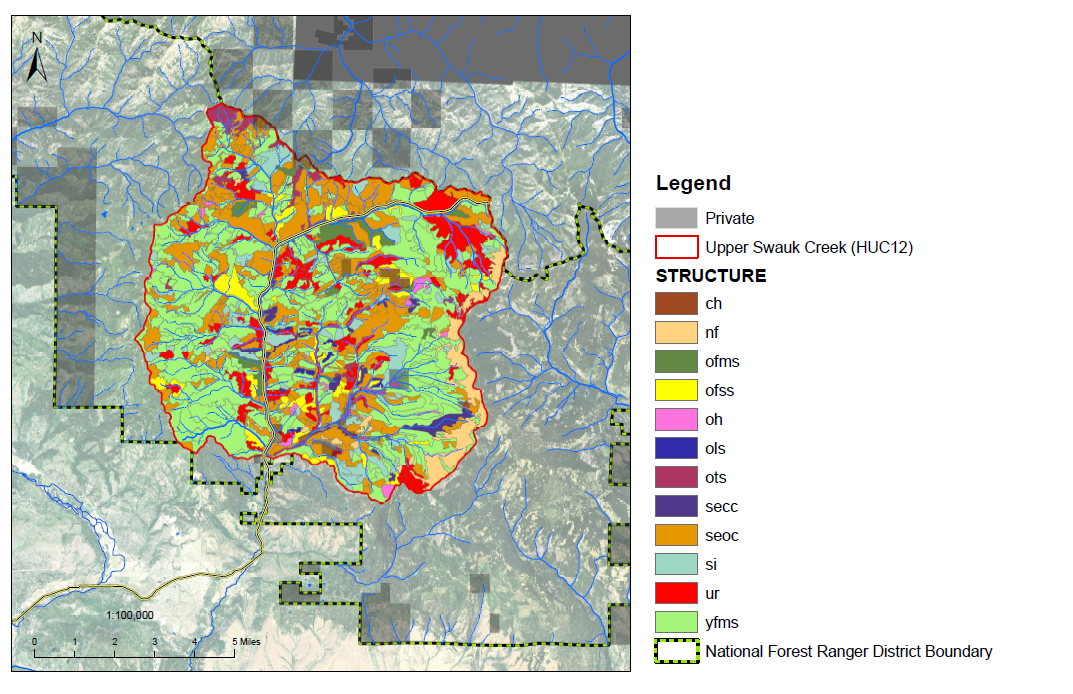 N
1:100,000
0 1 2 3 4 5 Miles
Legend
Private
Upper Swauk Creek (HUC12)
STRUCTURE
ch
nf
ofms
ofss
oh
ols
ots
secc
seoc
si
ur
yfms
National Forest Ranger District Boundary